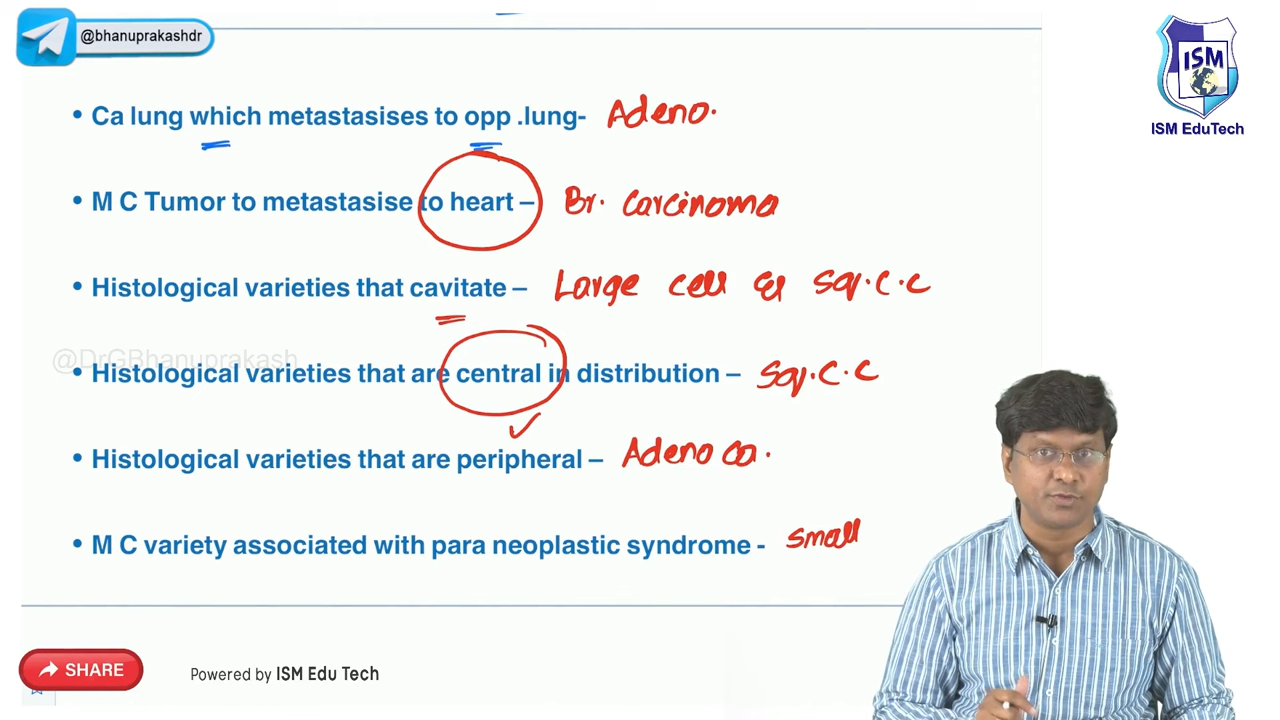 @bhanuprakashdr
ISM
ISM EduTech
• Ca lung which metastasises to opp .lung- Adeno.
• M C Tumor to metastasise to heart – Br. Carcinoma
• Histological varieties that cavitate – Large cell & Sq.C.C
@DrGBhanuprakash
• Histological varieties that are central in distribution – Sq.C.C
• Histological varieties that are peripheral – Adeno ca.
• M C variety associated with para neoplastic syndrome - small
SHARE
Powered by ISM Edu Tech